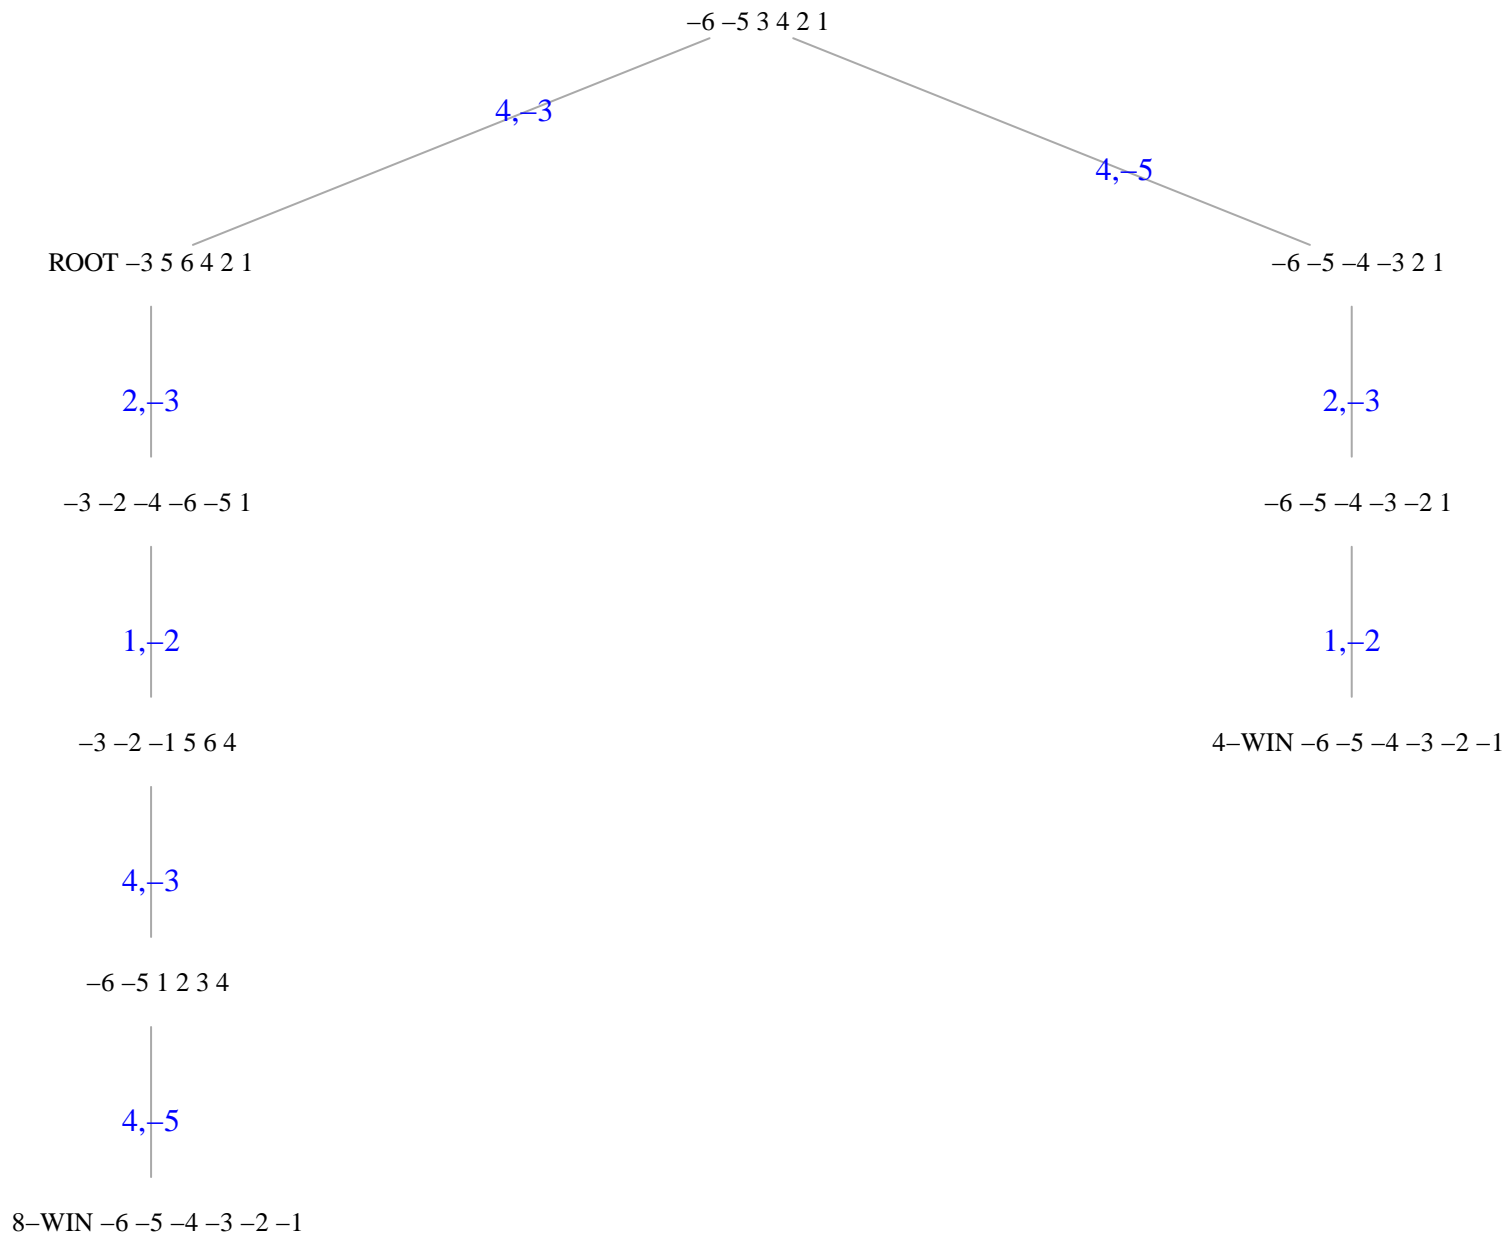 –6 –5 3 4 2 1
4,–3
4,–5
ROOT –3 5 6 4 2 1
–6 –5 –4 –3 2 1
2,–3
2,–3
–3 –2 –4 –6 –5 1
–6 –5 –4 –3 –2 1
1,–2
1,–2
–3 –2 –1 5 6 4
4–WIN –6 –5 –4 –3 –2 –1
4,–3
–6 –5 1 2 3 4
4,–5
8–WIN –6 –5 –4 –3 –2 –1